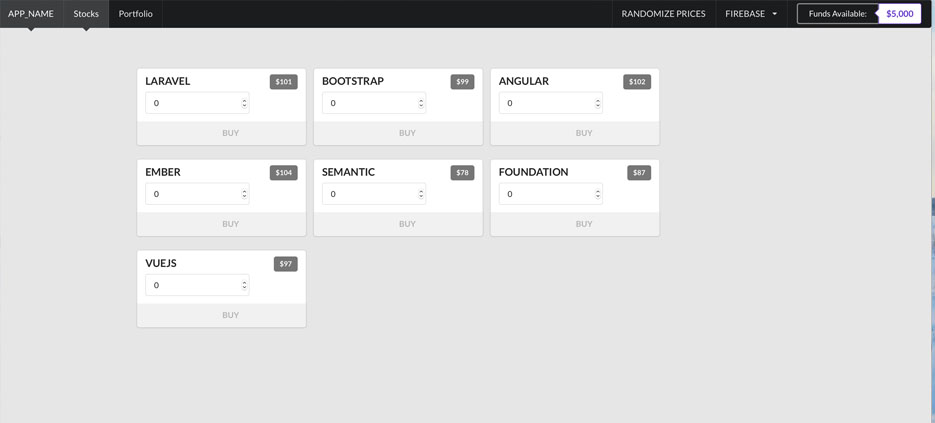 APP_NAME Stocks Portfolio RANDOMIZE PRICES FIREBASE Funds Available: $5,000
LARAVEL $101
0
BUY
BOOTSTRAP $99
0
BUY
ANGULAR $102
0
BUY
EMBER $104
0
BUY
SEMANTIC $78
0
BUY
FOUNDATION $87
0
BUY
VUEJS $97
0
BUY